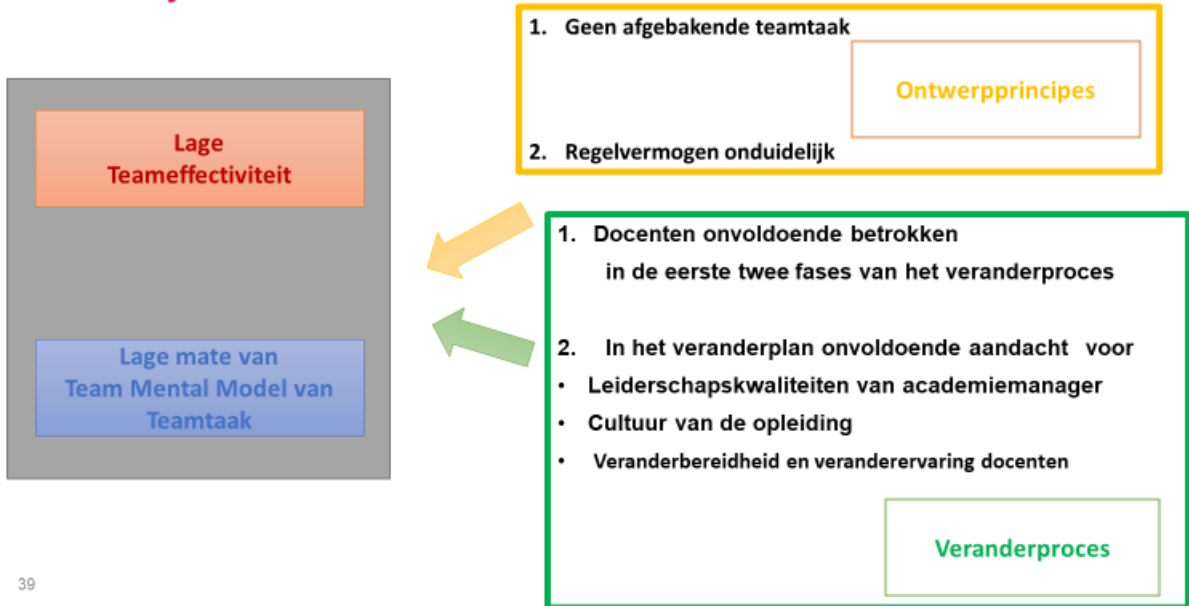 Lage
Teameffectiviteit
Lage mate van
Team Mental Model van
Teamtaak
1. Geen afgebakende teamtaak
Ontwerpprincipes
2. Regelvermogen onduidelijk
1. Docenten onvoldoende betrokken
in de eerste twee fases van het veranderproces
2. In het veranderplan onvoldoende aandacht voor
• Leiderschapskwaliteiten van academiemanager
• Cultuur van de opleiding
• Veranderbereidheid en veranderervaring docenten
Veranderproces
39